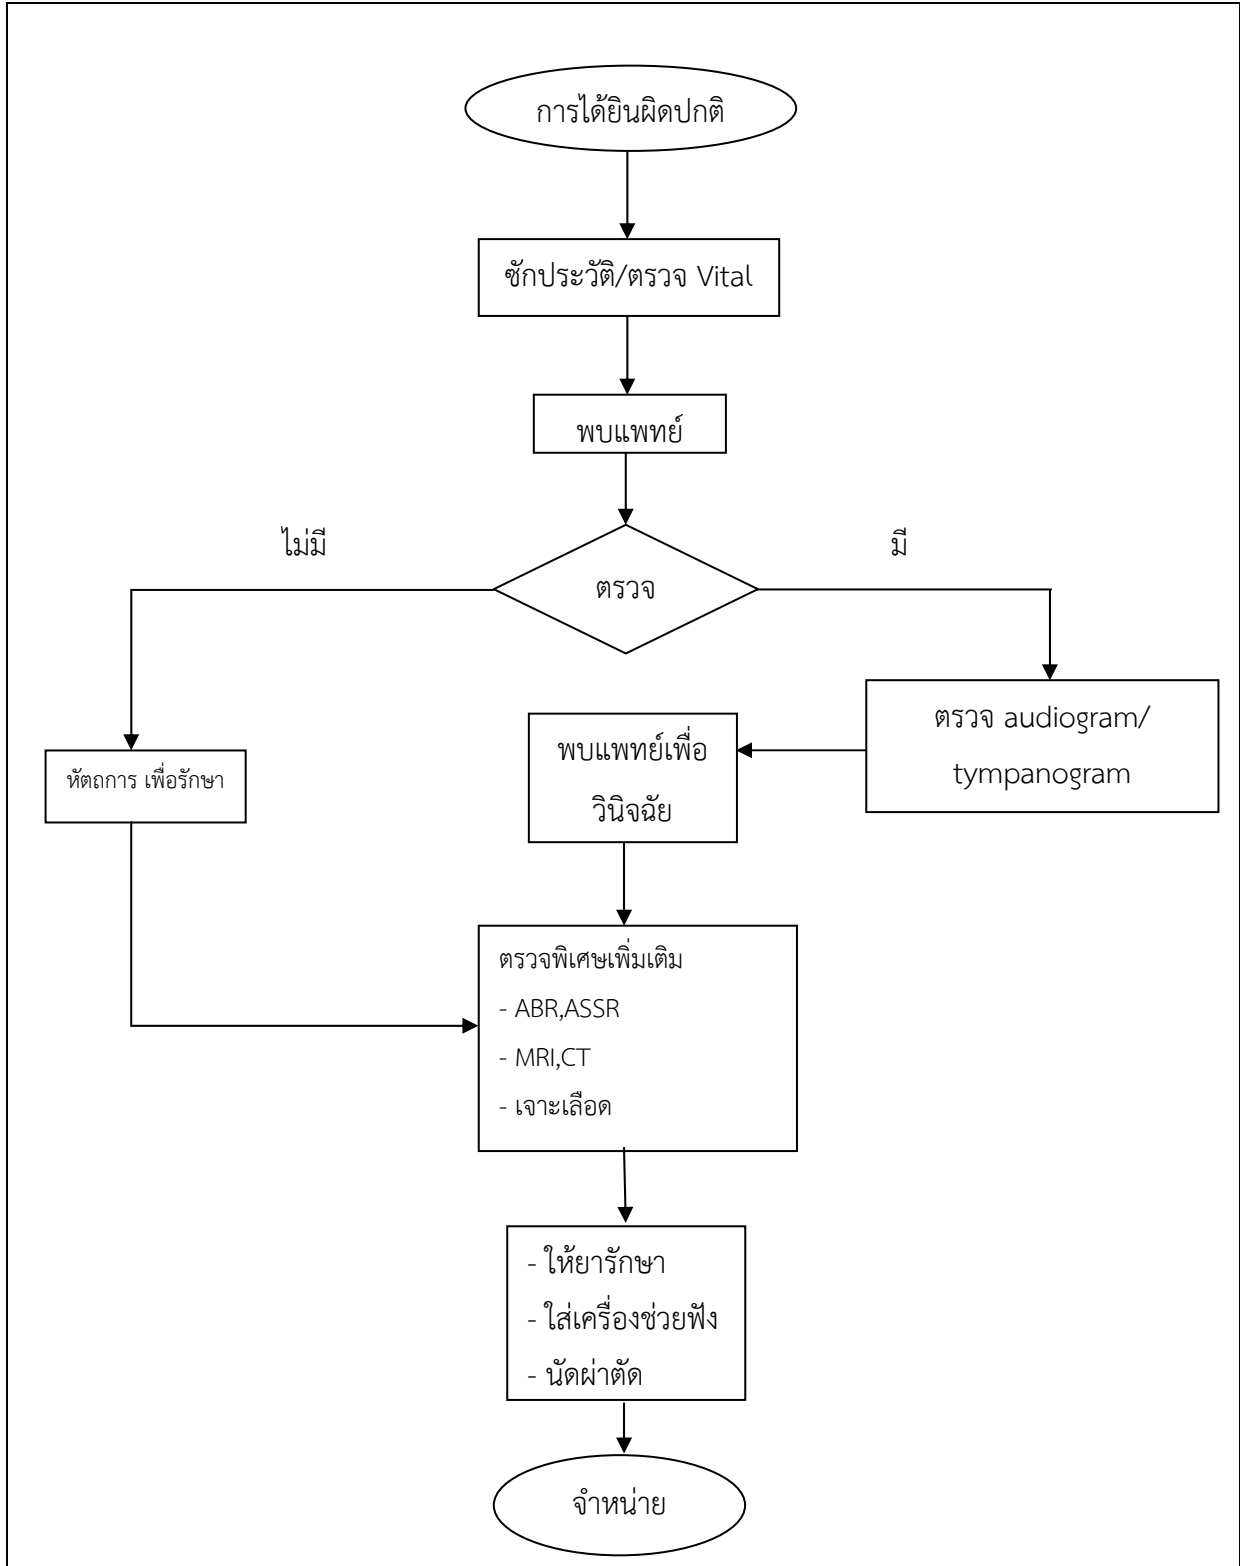 การได้ยินผิดปกติ
ซักประวัติ/ตรวจ Vital
พบแพทย์
ไม่มี
มี
ตรวจ
ตรวจ audiogram/
tympanogram
พบแพทย์เพื่อ
วินิจฉัย
หัตถการ เพื่อรักษา
ตรวจพิเศษเพิ่มเติม
- ABR,ASSR
- MRI,CT
- เจาะเลือด
- ให้ยารักษา
- ใส่เครื่องช่วยฟัง
- นัดผ่าตัด
จำหน่าย